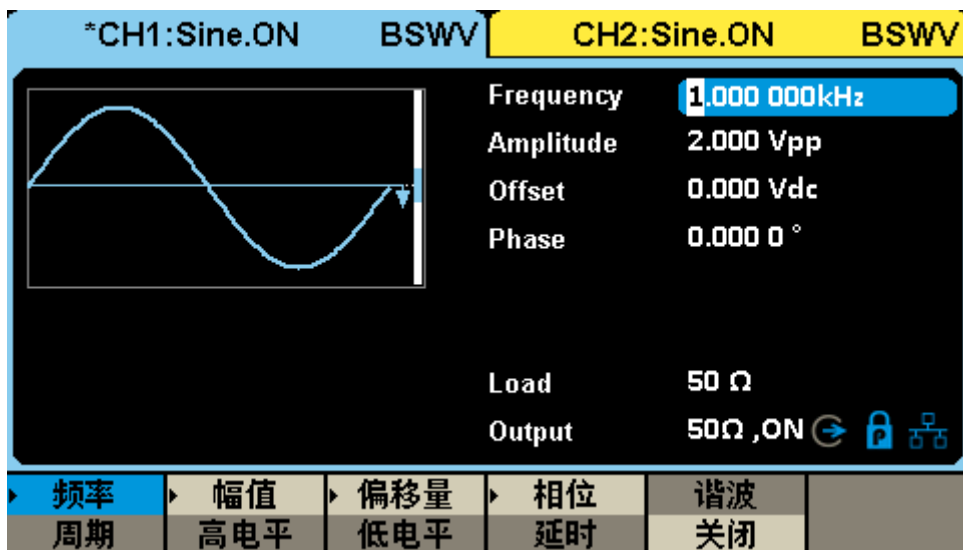 *CH1:Sine.ON BSWV CH2:Sine.ON BSWV
Frequency 1.000 000kHz
Amplitude 2.000 Vpp
Offset 0.000 Vdc
Phase 0.000 0 °
Load 50 Ω
Output 50Ω ,ON P
频率 幅值 偏移量 相位 谐波
周期 高电平 低电平 延时 关闭